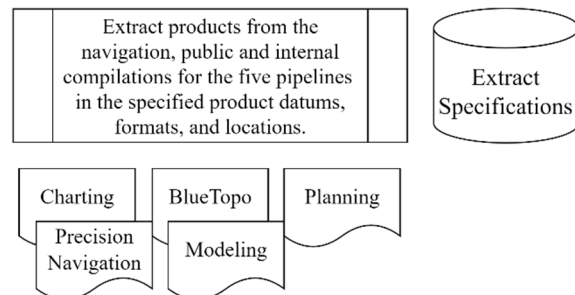 Extract products from the
navigation, public and internal
compilations for the five pipelines
in the specified product datums,
formats, and locations.
Extract
Specifications
Charting
BlueTopo
Planning
Precision
Navigation
Modeling